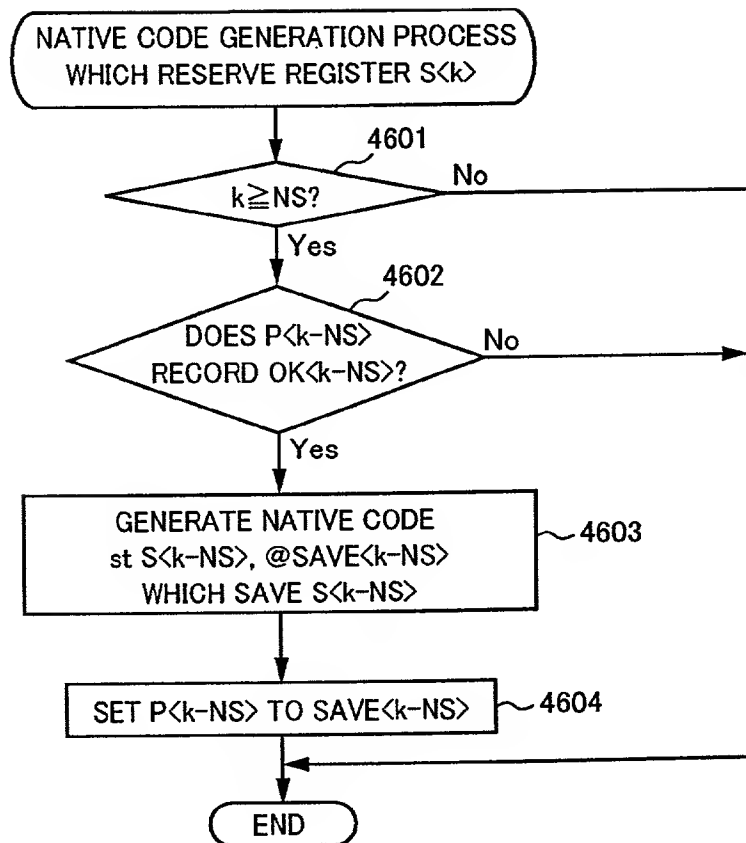 NATIVE CODE GENERATION PROCESS
WHICH RESERVE REGISTER S<k>
4601
k≧NS?
No
Yes
4602
DOES P<k-NS>
RECORD OK<k-NS>?
No
Yes
GENERATE NATIVE CODE
st S<k-NS>, @SAVE<k-NS>
WHICH SAVE S<k-NS>
4603
SET P<k-NS> TO SAVE<k-NS>
4604
END